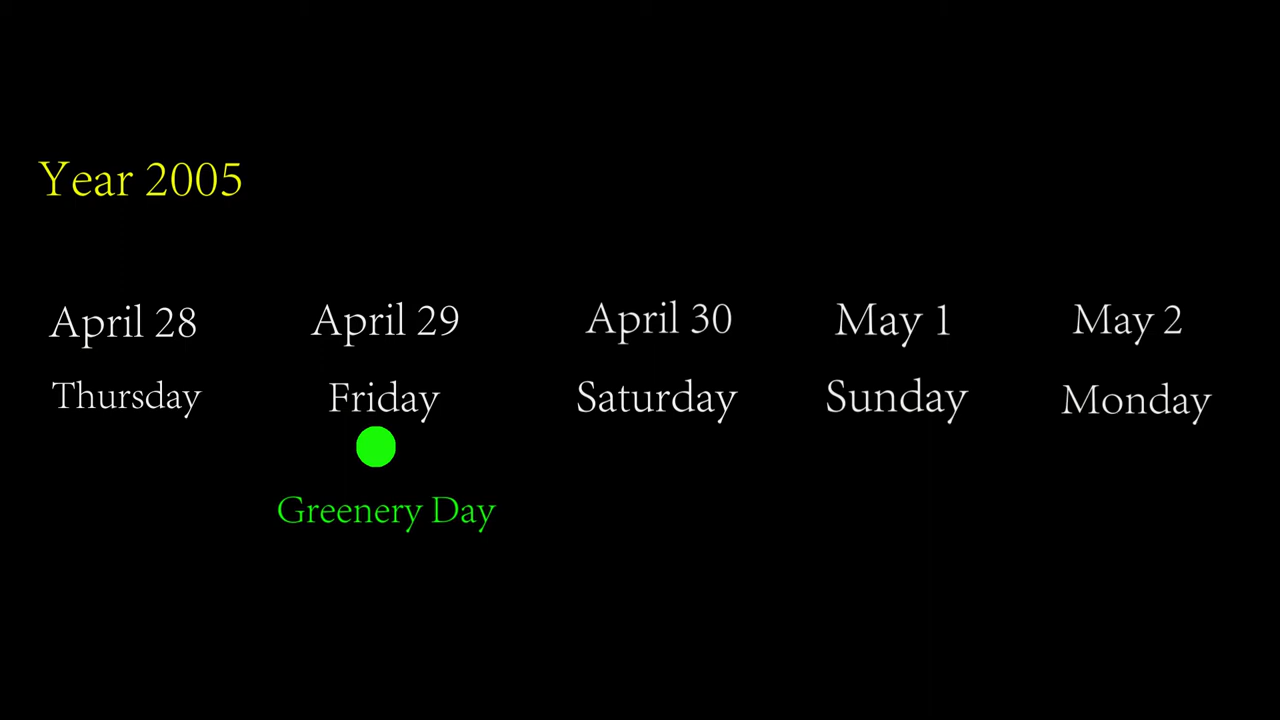 Year 2005
April 28 April 29 April 30 May 1 May 2
Thursday Friday Saturday Sunday Monday
Greenery Day